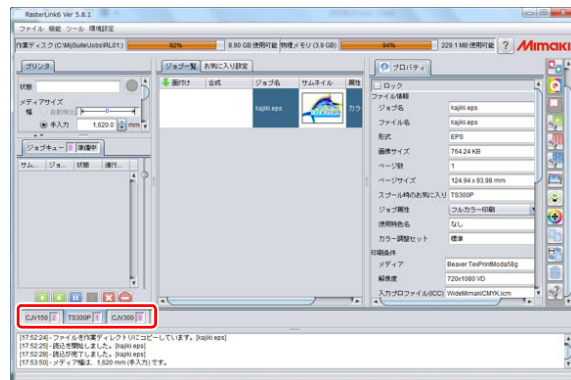 RasterLink6 Ver 5.8.1
ファイル 機能 ツール 環境設定
作業ディスク (C:\MijSuite\Jobs\RL01:) 92% 8.90 GB 使用可能 物理メモリ (3.9 GB) 94% 229.1 MB 使用可能 ? Mimaki
プリンタ
状態
メディアサイズ
幅 自動検出
手入力 1,620.0 mm
ジョブキュー 0 準備中
サム... ジョ... 状態 進行...
CJV150 2 TS300P 1 CJV300 0
ジョブ一覧 お気に入り設定
面付け 合成 ジョブ名 サムネイル 属性
kajiki.eps カラ
プロパティ
ロック
ファイル情報
ジョブ名 kajiki.eps
ファイル名 kajiki.eps
形式 EPS
画像サイズ 764.24 KB
ページ数 1
ページサイズ 124.94 x 93.98 mm
スプール時のお気に入り TS300P
ジョブ属性 フルカラー印刷
使用特色名 なし
カラー調整セット 標準
印刷条件
メディア Beaver TexPrintModa58g
解像度 720x1080 VD
入力プロファイル(ICC) WideMimakiCMYK.icm
[17:52:24] - ファイルを作業ディレクトリにコピーしています。[kajiki.eps]
[17:52:25] - 読込を開始しました。[kajiki.eps]
[17:52:28] - 読込が完了しました。[kajiki.eps]
[17:53:50] - メディア幅は、1,620 mm (手入力) です。